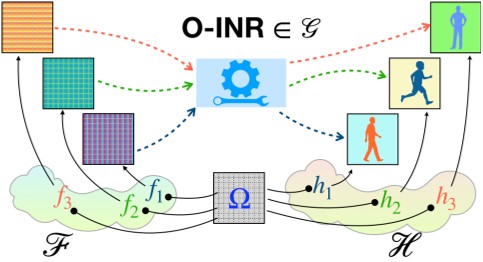 O-INR ∈ 𝒢
f₃ f₂ f₁ Ω h₁ h₂ h₃
ℱ ℋ